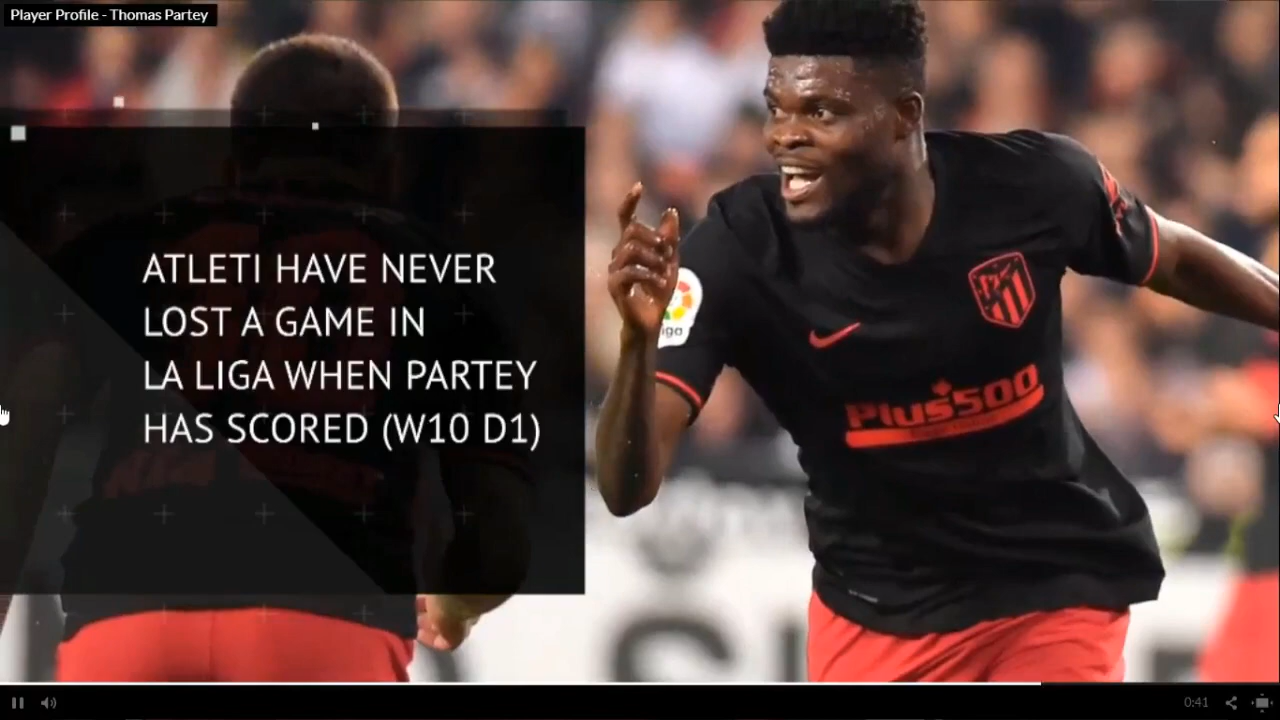 Player Profile - Thomas Partey
ATLETI HAVE NEVER
LOST A GAME IN
LA LIGA WHEN PARTEY
HAS SCORED (W10 D1)
Plus500
0:41